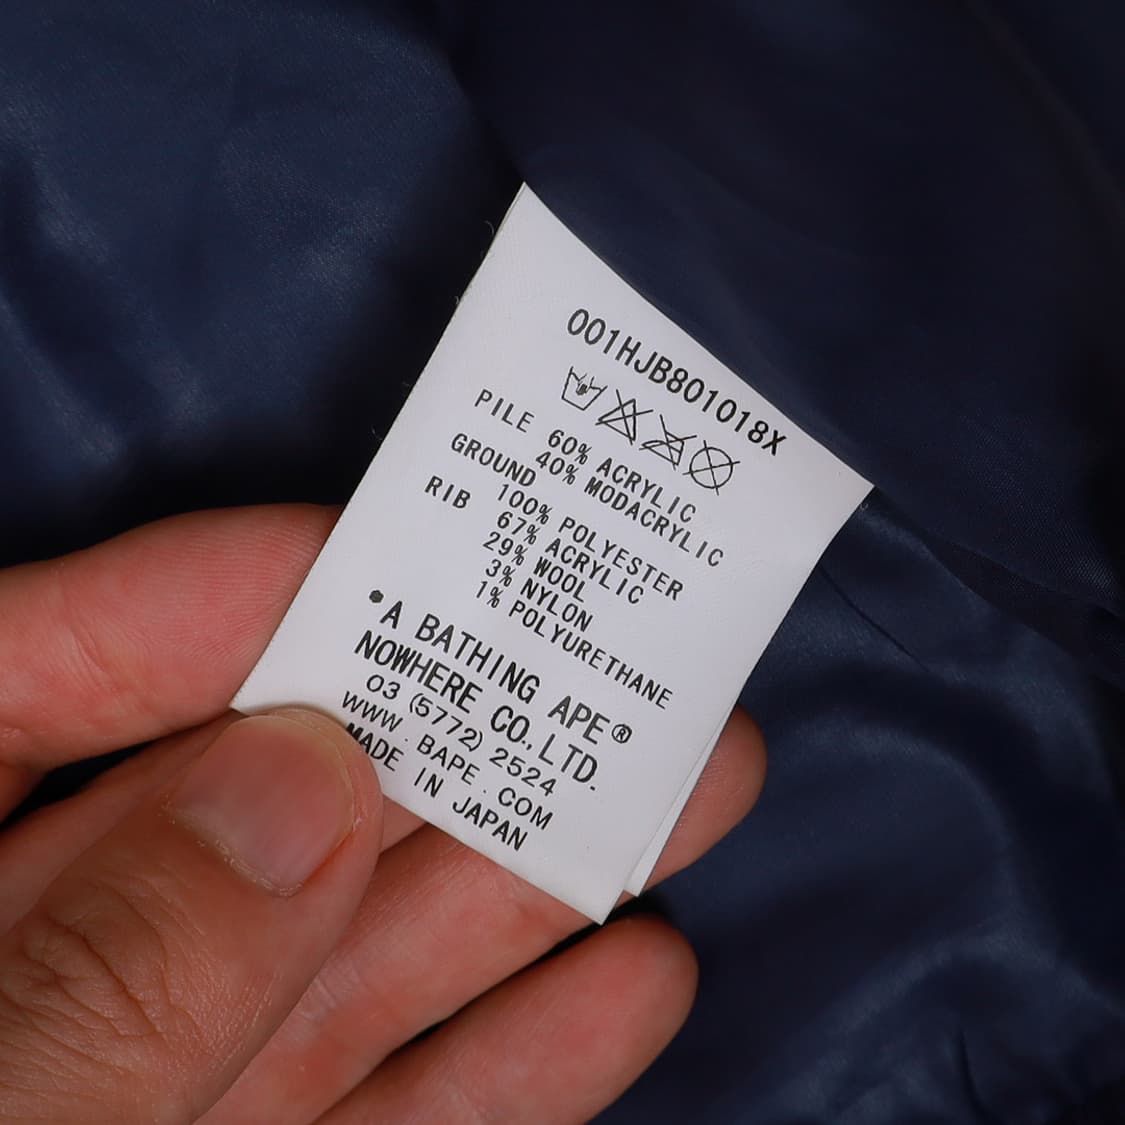 001HJB801018X
PILE 60% ACRYLIC
40% MODACRYLIC
GROUND 100% POLYESTER
RIB 67% ACRYLIC
29% WOOL
3% NYLON
1% POLYURETHANE
•A BATHING APE®
NOWHERE CO., LTD.
03 (5772) 2524
WWW.BAPE.COM
MADE IN JAPAN